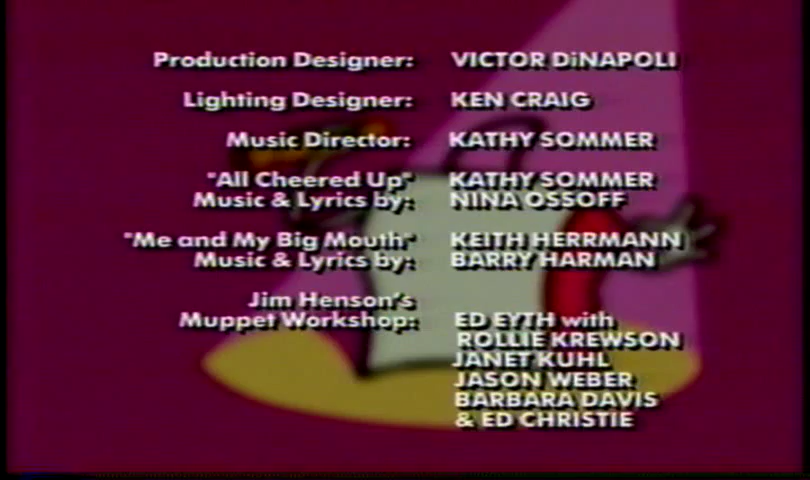 Production Designer: VICTOR DiNAPOLI
Lighting Designer: KEN CRAIG
Music Director: KATHY SOMMER
"All Cheered Up" KATHY SOMMER
Music & Lyrics by: NINA OSSOFF
"Me and My Big Mouth" KEITH HERRMANN
Music & Lyrics by: BARRY HARMAN
Jim Henson's
Muppet Workshop: ED EYTH with
ROLLIE KREWSON
JANET KUHL
JASON WEBER
BARBARA DAVIS
& ED CHRISTIE